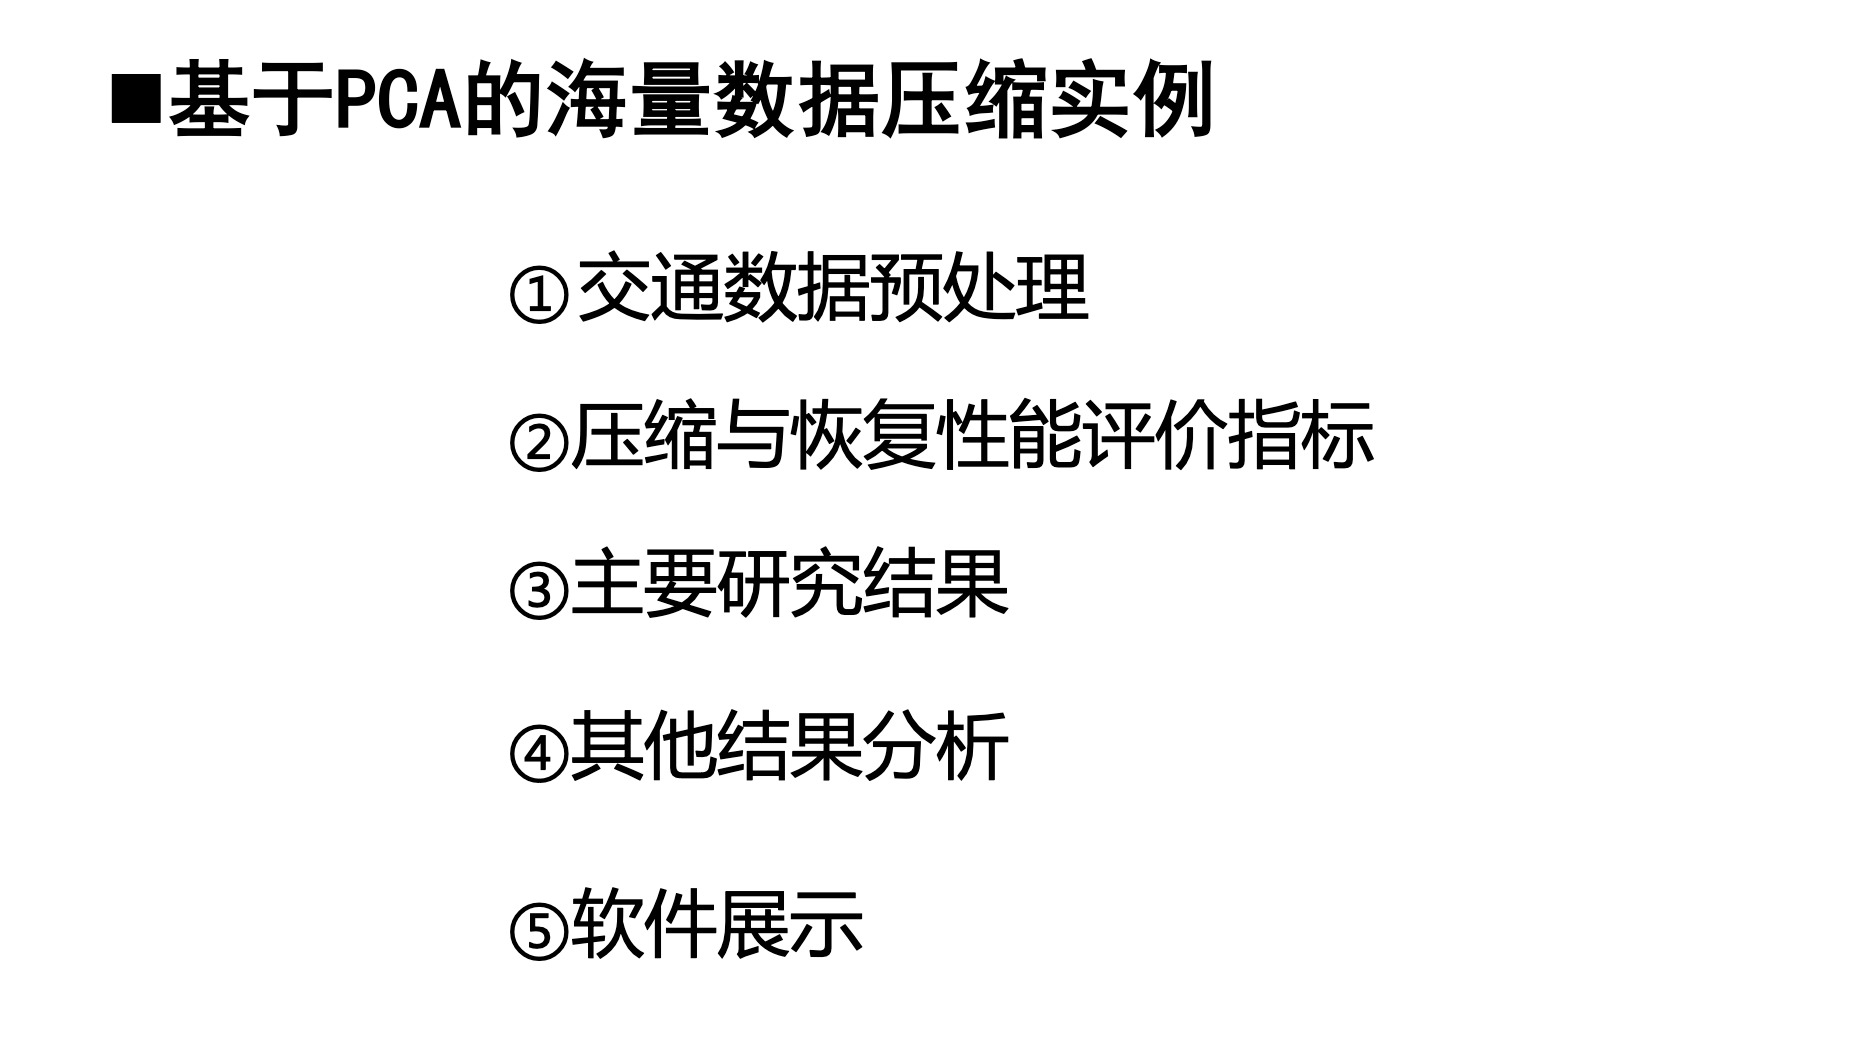 ■基于PCA的海量数据压缩实例
①交通数据预处理
②压缩与恢复性能评价指标
③主要研究结果
④其他结果分析
⑤软件展示